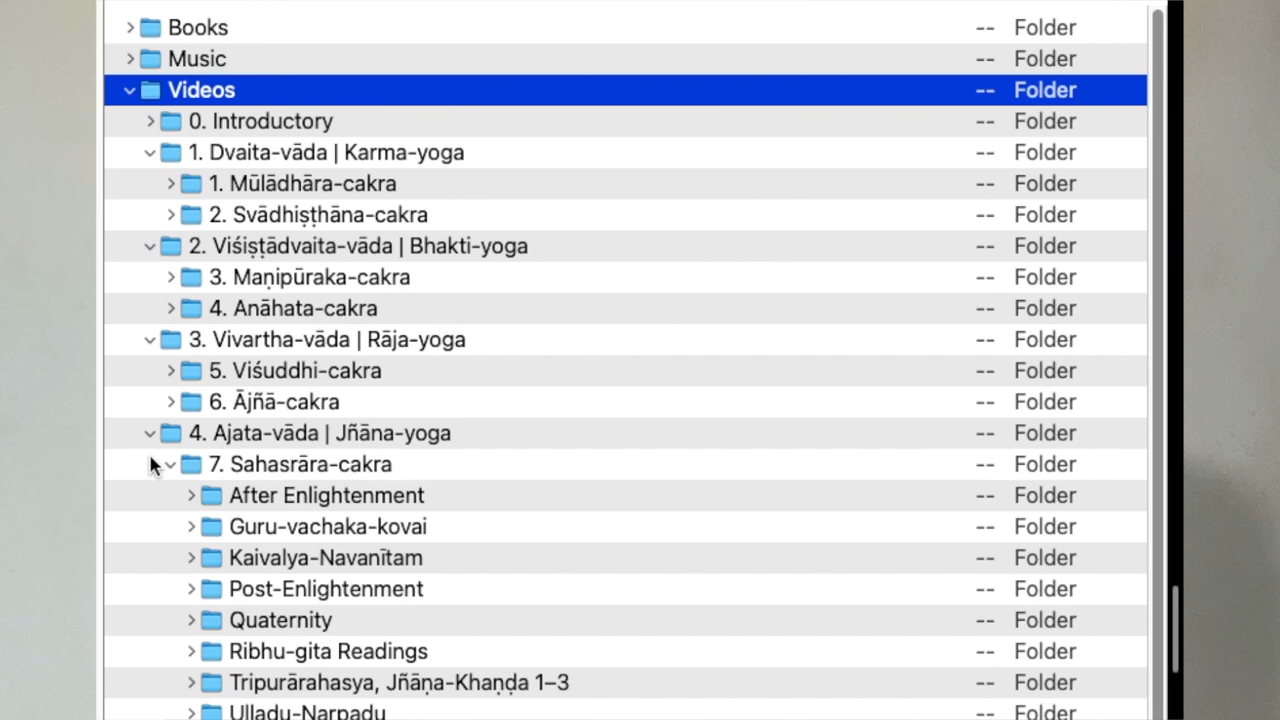 Books -- Folder
Music -- Folder
Videos -- Folder
0. Introductory -- Folder
1. Dvaita-vāda | Karma-yoga -- Folder
1. Mūlādhāra-cakra -- Folder
2. Svādhiṣṭhāna-cakra -- Folder
2. Viśiṣṭādvaita-vāda | Bhakti-yoga -- Folder
3. Maṇipūraka-cakra -- Folder
4. Anāhata-cakra -- Folder
3. Vivartha-vāda | Rāja-yoga -- Folder
5. Viśuddhi-cakra -- Folder
6. Ājñā-cakra -- Folder
4. Ajata-vāda | Jñāna-yoga -- Folder
7. Sahasrāra-cakra -- Folder
After Enlightenment -- Folder
Guru-vachaka-kovai -- Folder
Kaivalya-Navanītam -- Folder
Post-Enlightenment -- Folder
Quaternity -- Folder
Ribhu-gita Readings -- Folder
Tripurārahasya, Jñāṇa-Khaṇḍa 1–3 -- Folder
Ulladu-Narpadu -- Folder